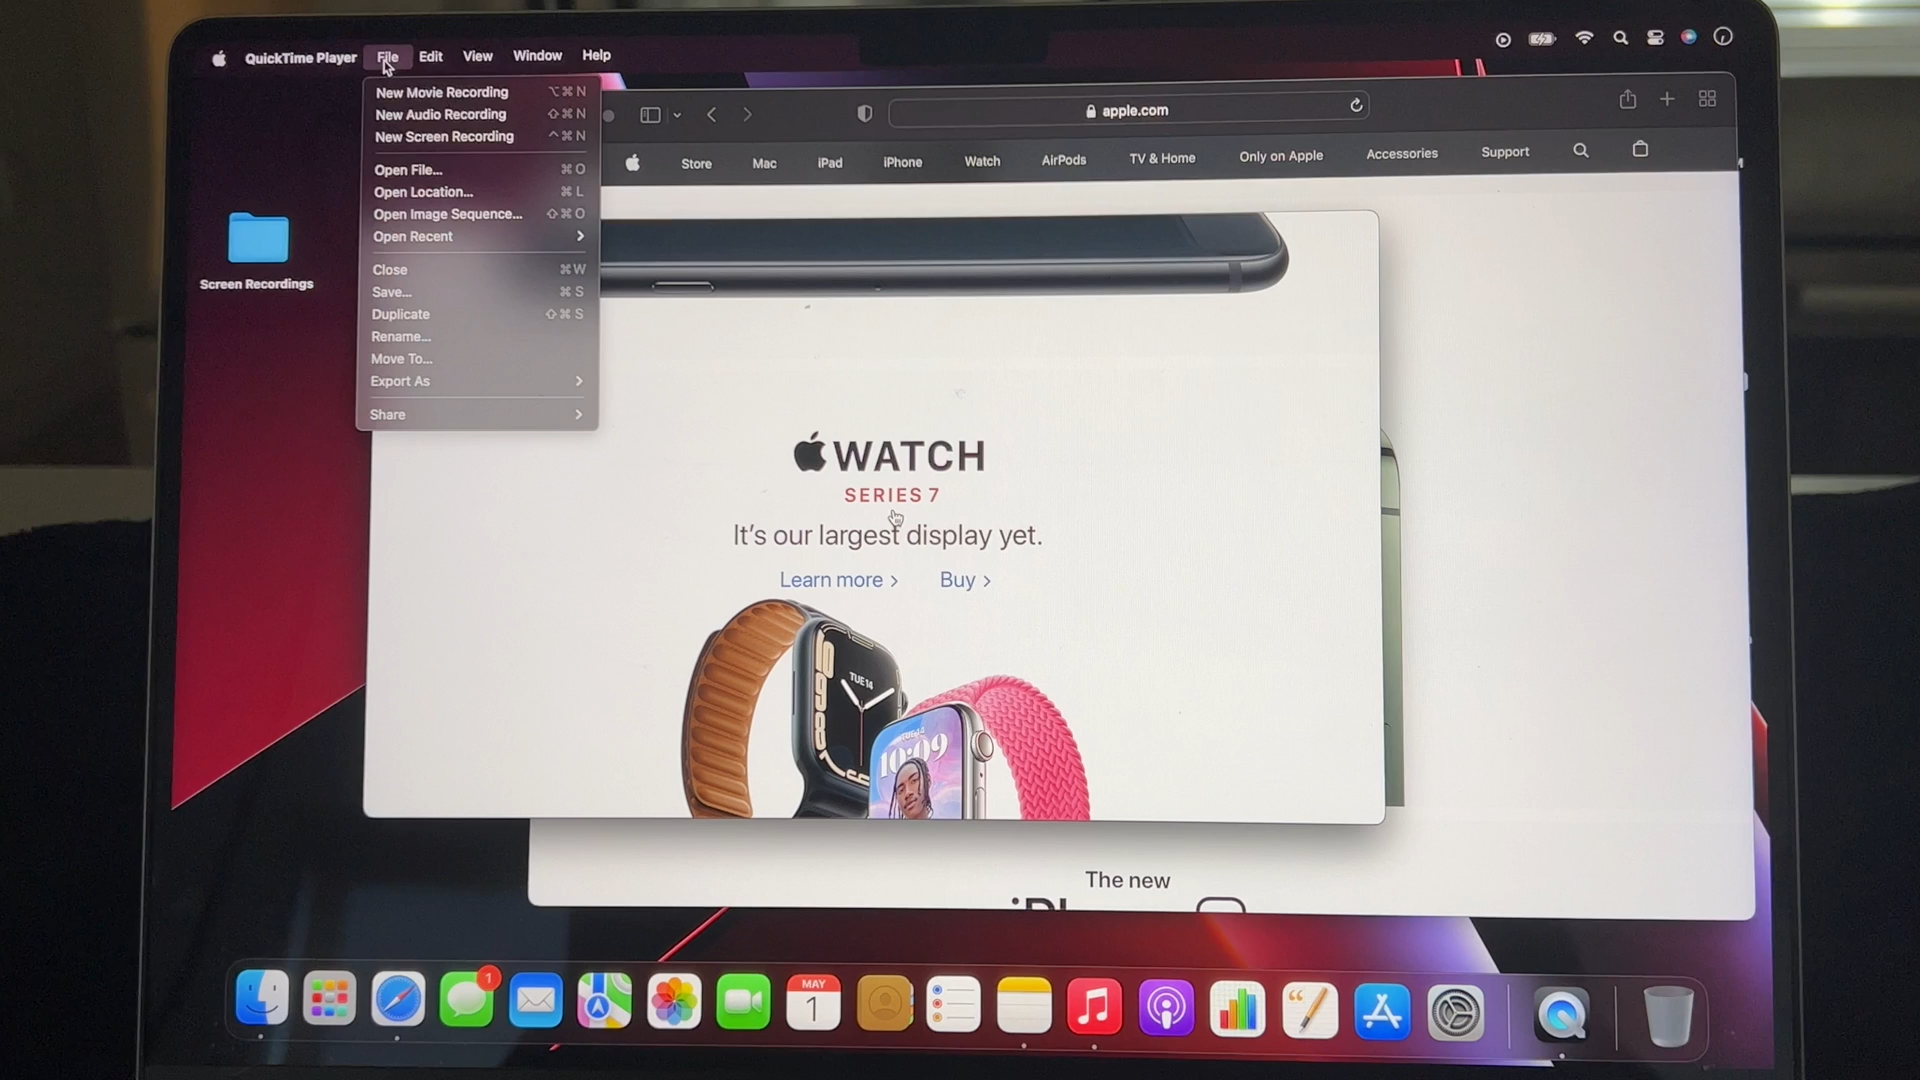 QuickTime Player File Edit View Window Help
New Movie Recording ⌥⌘N
New Audio Recording ⇧⌘N
New Screen Recording ^⌘N
Open File... ⌘O
Open Location... ⌘L
Open Image Sequence... ⇧⌘O
Open Recent >
Close ⌘W
Save... ⌘S
Duplicate ⇧⌘S
Rename...
Move To...
Export As >
Share >
Screen Recordings
apple.com
Store Mac iPad iPhone Watch AirPods TV & Home Only on Apple Accessories Support
WATCH
SERIES 7
It's our largest display yet.
Learn more > Buy >
TUE 14
10:09
The new
1
MAY
1